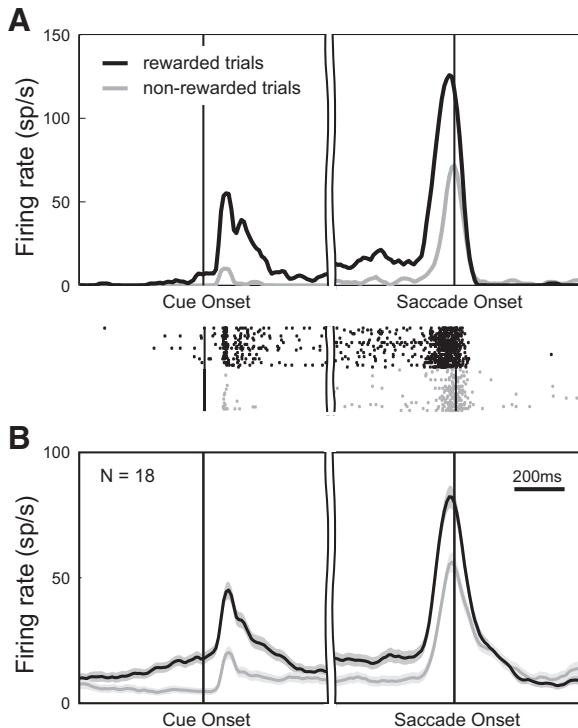 A
150
rewarded trials
non-rewarded trials
100
Firing rate (sp/s)
50
0
Cue Onset
Saccade Onset
B
100
N = 18
200ms
Firing rate (sp/s)
50
0
Cue Onset
Saccade Onset